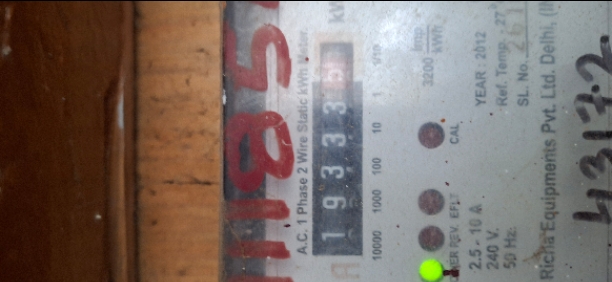 1185
A.C. 1 Phase 2 Wire Static kWh Meter.
1 9 3 3 3
10000 1000 100 10 1 1/10
REV. EFLT CAL
Imp
3200 kWh
2.5 - 10 A
240 V.
50 Hz.
YEAR : 2012
Ref. Temp. : 27
SL. No.
Richa Equipments Pvt. Ltd. Delhi,